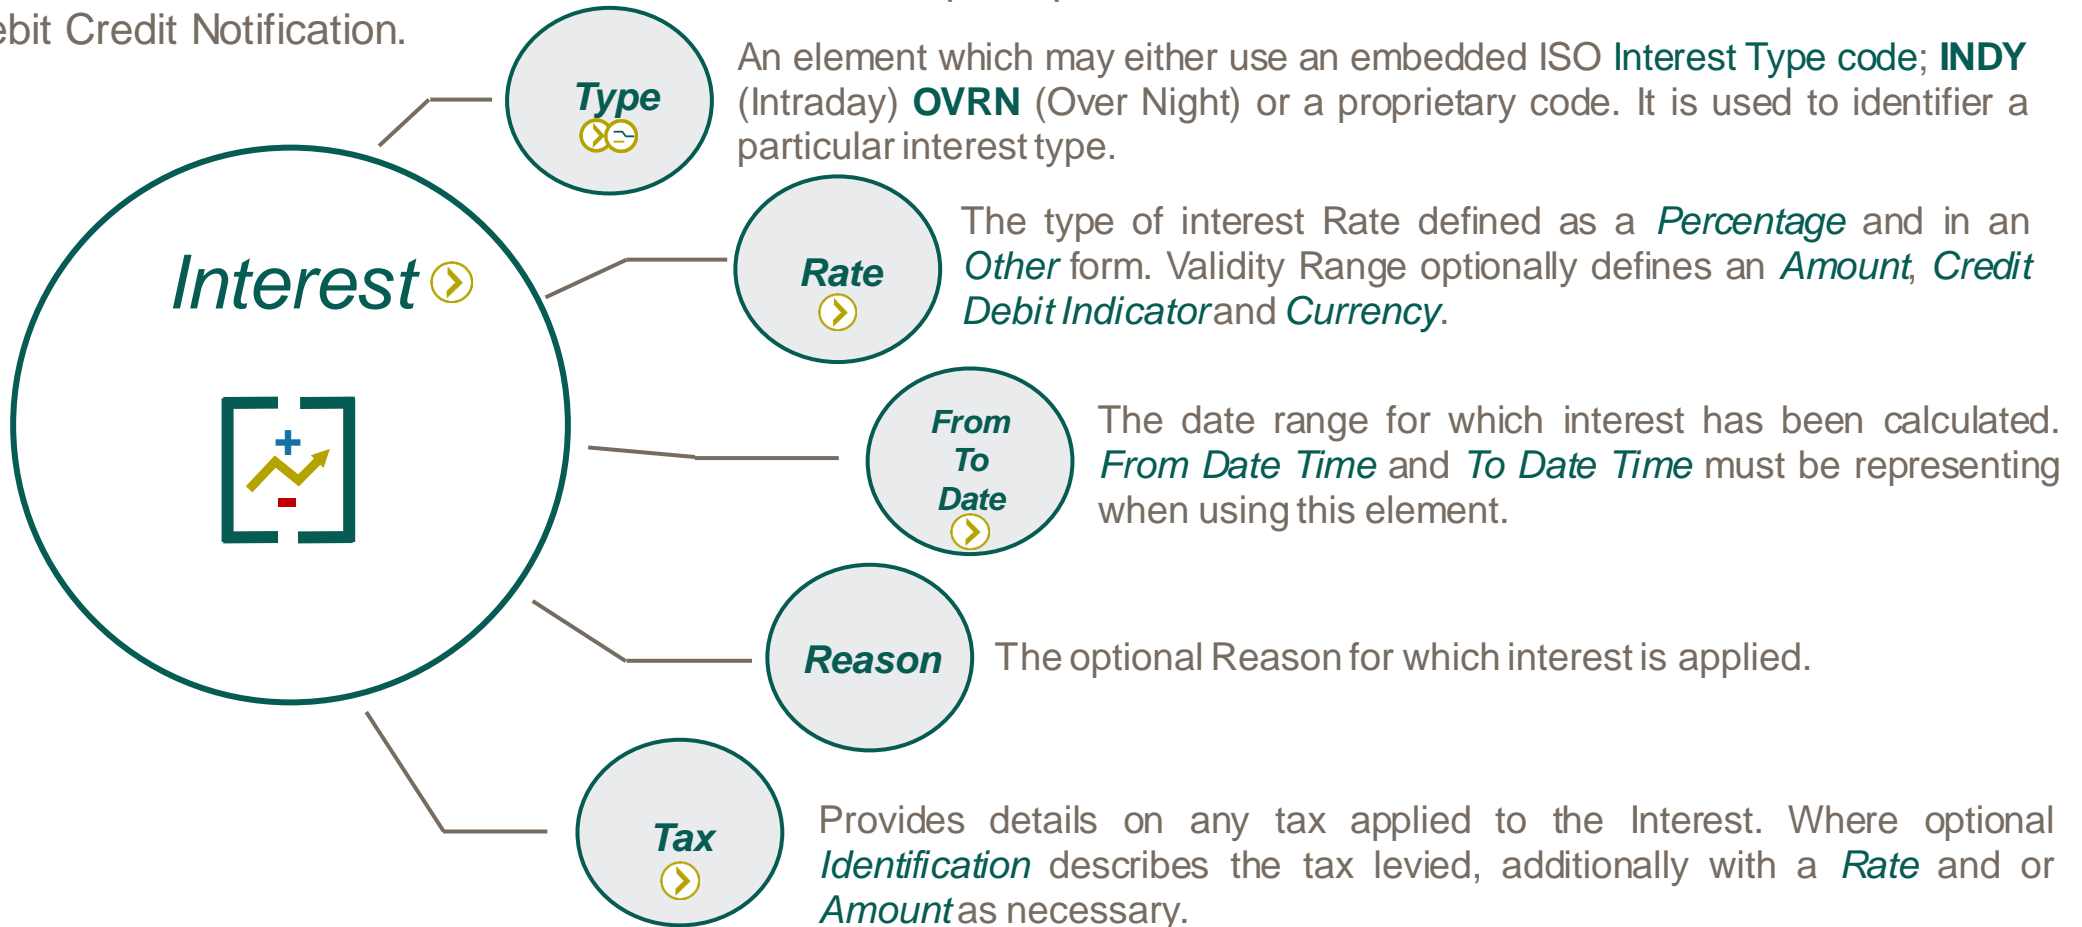 ebit Credit Notification.
Type
An element which may either use an embedded ISO Interest Type code; INDY
(Intraday) OVRN (Over Night) or a proprietary code. It is used to identifier a
particular interest type.
Interest
Rate
The type of interest Rate defined as a Percentage and in an
Other form. Validity Range optionally defines an Amount, Credit
Debit Indicator and Currency.
From
To
Date
The date range for which interest has been calculated.
From Date Time and To Date Time must be representing
when using this element.
Reason
The optional Reason for which interest is applied.
Tax
Provides details on any tax applied to the Interest. Where optional
Identification describes the tax levied, additionally with a Rate and or
Amount as necessary.